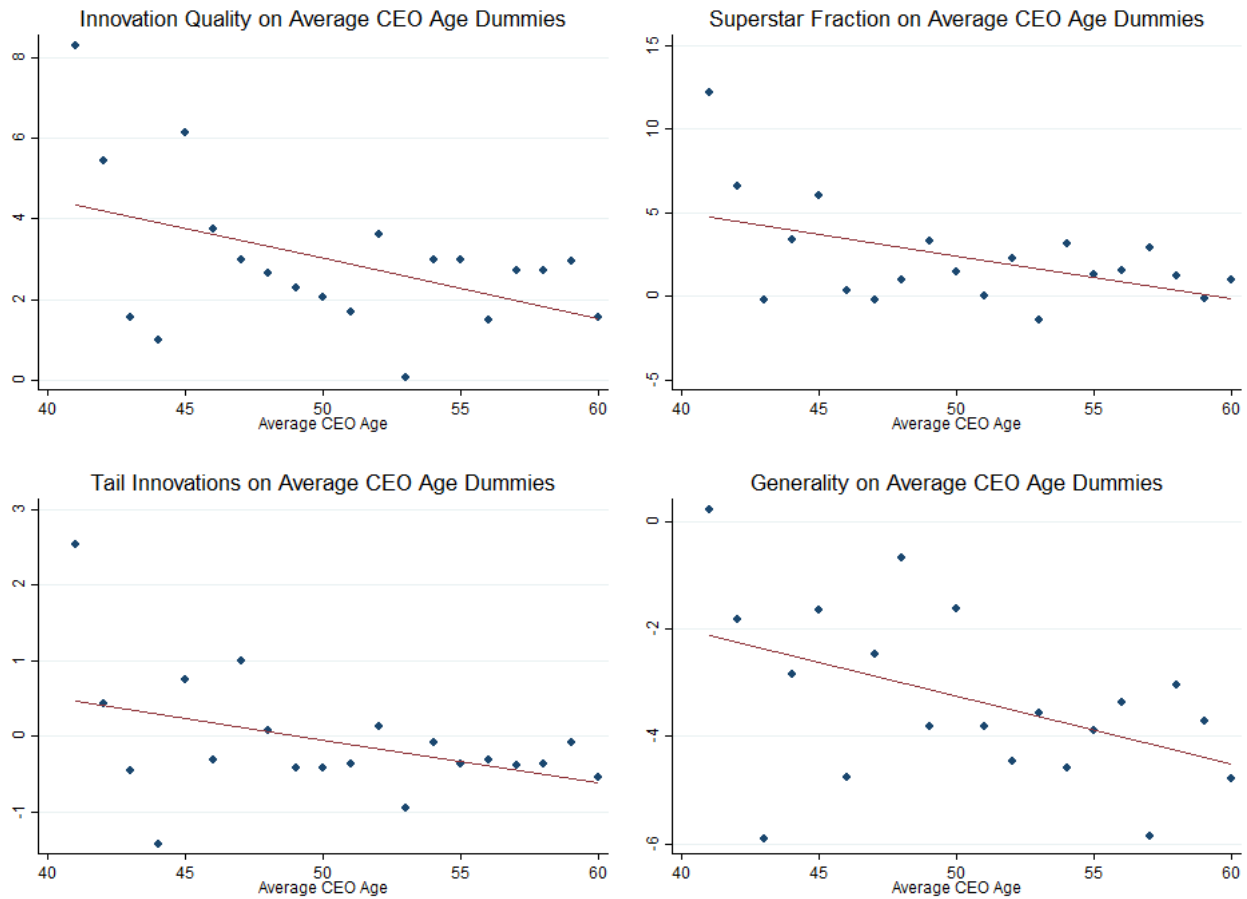 Innovation Quality on Average CEO Age Dummies
8
6
4
2
0
40 45 50 55 60
Average CEO Age
Superstar Fraction on Average CEO Age Dummies
15
10
5
0
-5
40 45 50 55 60
Average CEO Age
Tail Innovations on Average CEO Age Dummies
3
2
1
0
-1
40 45 50 55 60
Average CEO Age
Generality on Average CEO Age Dummies
0
-2
-4
-6
40 45 50 55 60
Average CEO Age